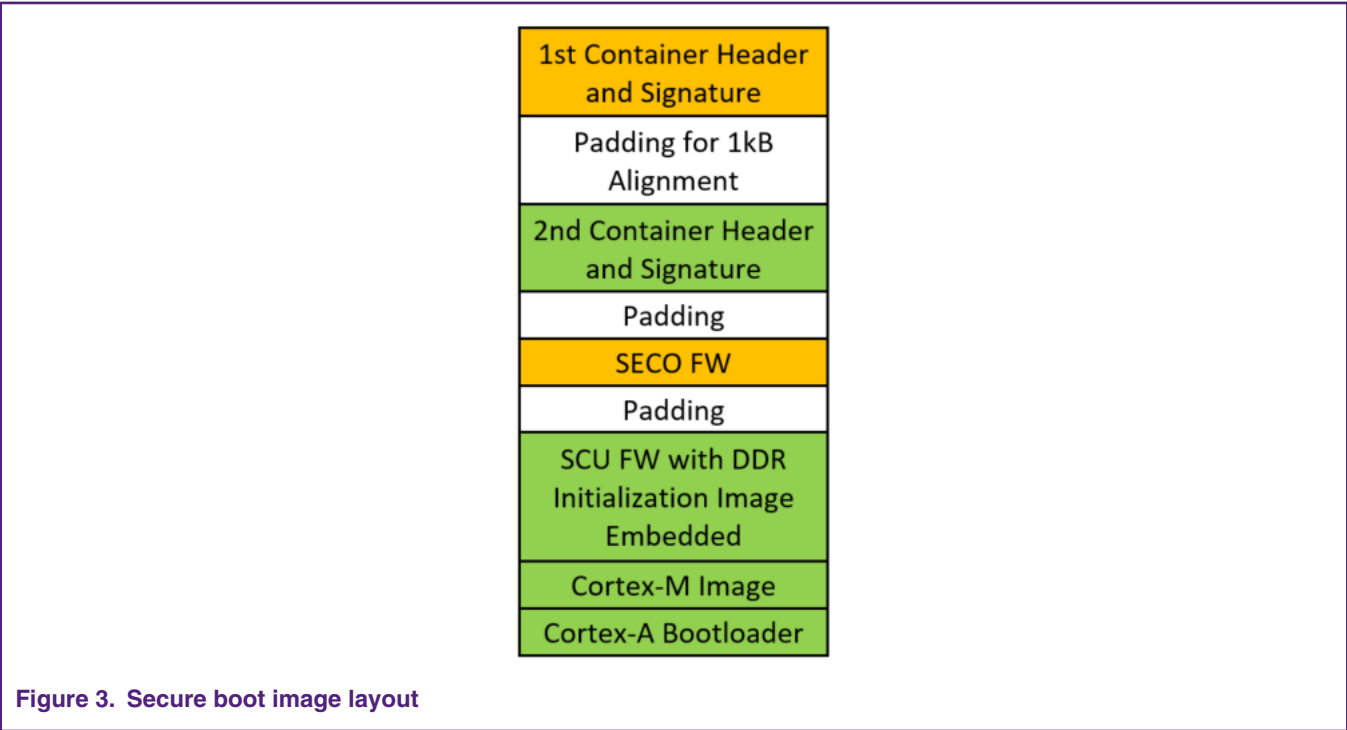 1st Container Header
and Signature
Padding for 1kB
Alignment
2nd Container Header
and Signature
Padding
SECO FW
Padding
SCU FW with DDR
Initialization Image
Embedded
Cortex-M Image
Cortex-A Bootloader
Figure 3. Secure boot image layout